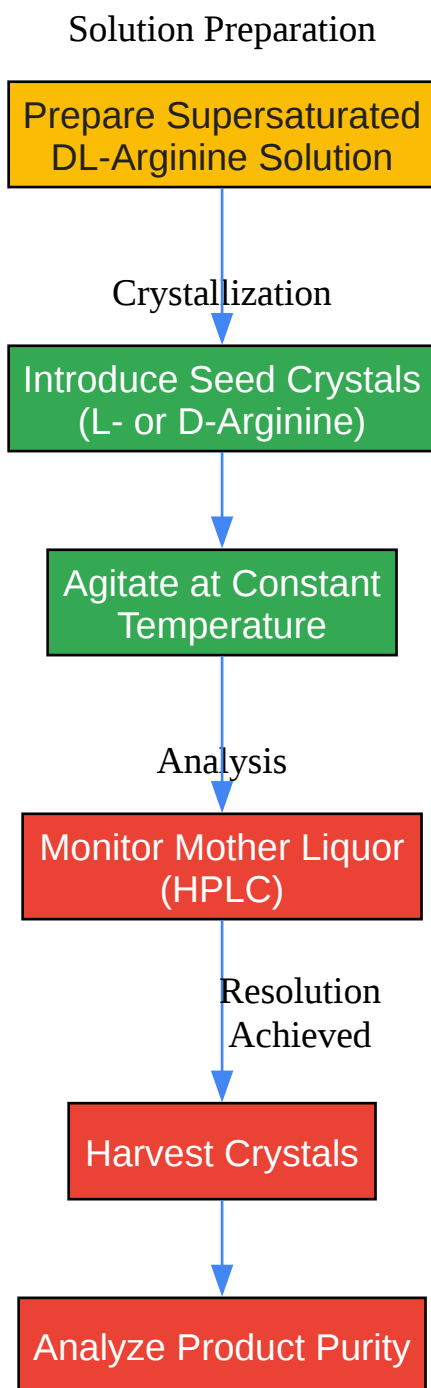 Solution Preparation
Prepare Supersaturated
DL-Arginine Solution
Crystallization
Introduce Seed Crystals
(L- or D-Arginine)
Agitate at Constant
Temperature
Analysis
Monitor Mother Liquor
(HPLC)
Resolution
Achieved
Harvest Crystals
Analyze Product Purity